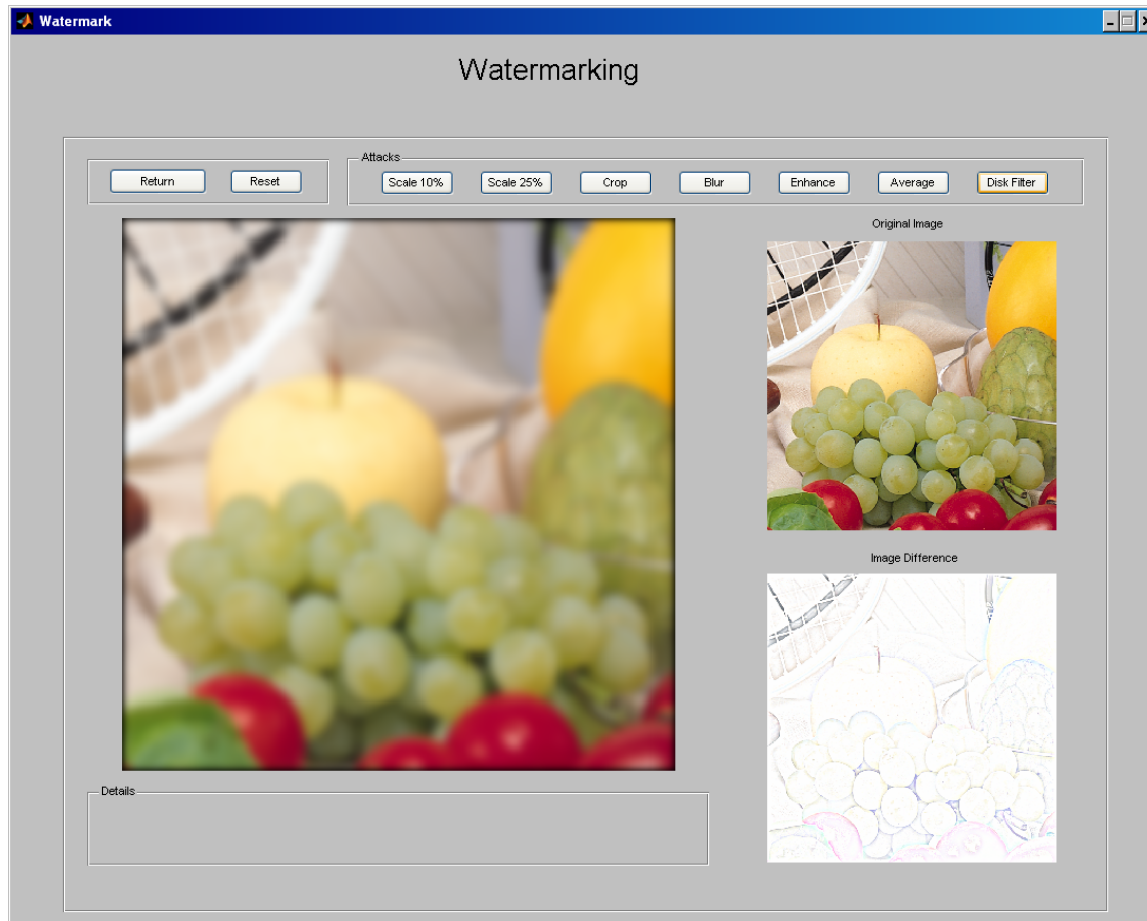 Watermark
Watermarking
Attacks
Return Reset Scale 10% Scale 25% Crop Blur Enhance Average Disk Filter
Original Image
Image Difference
Details